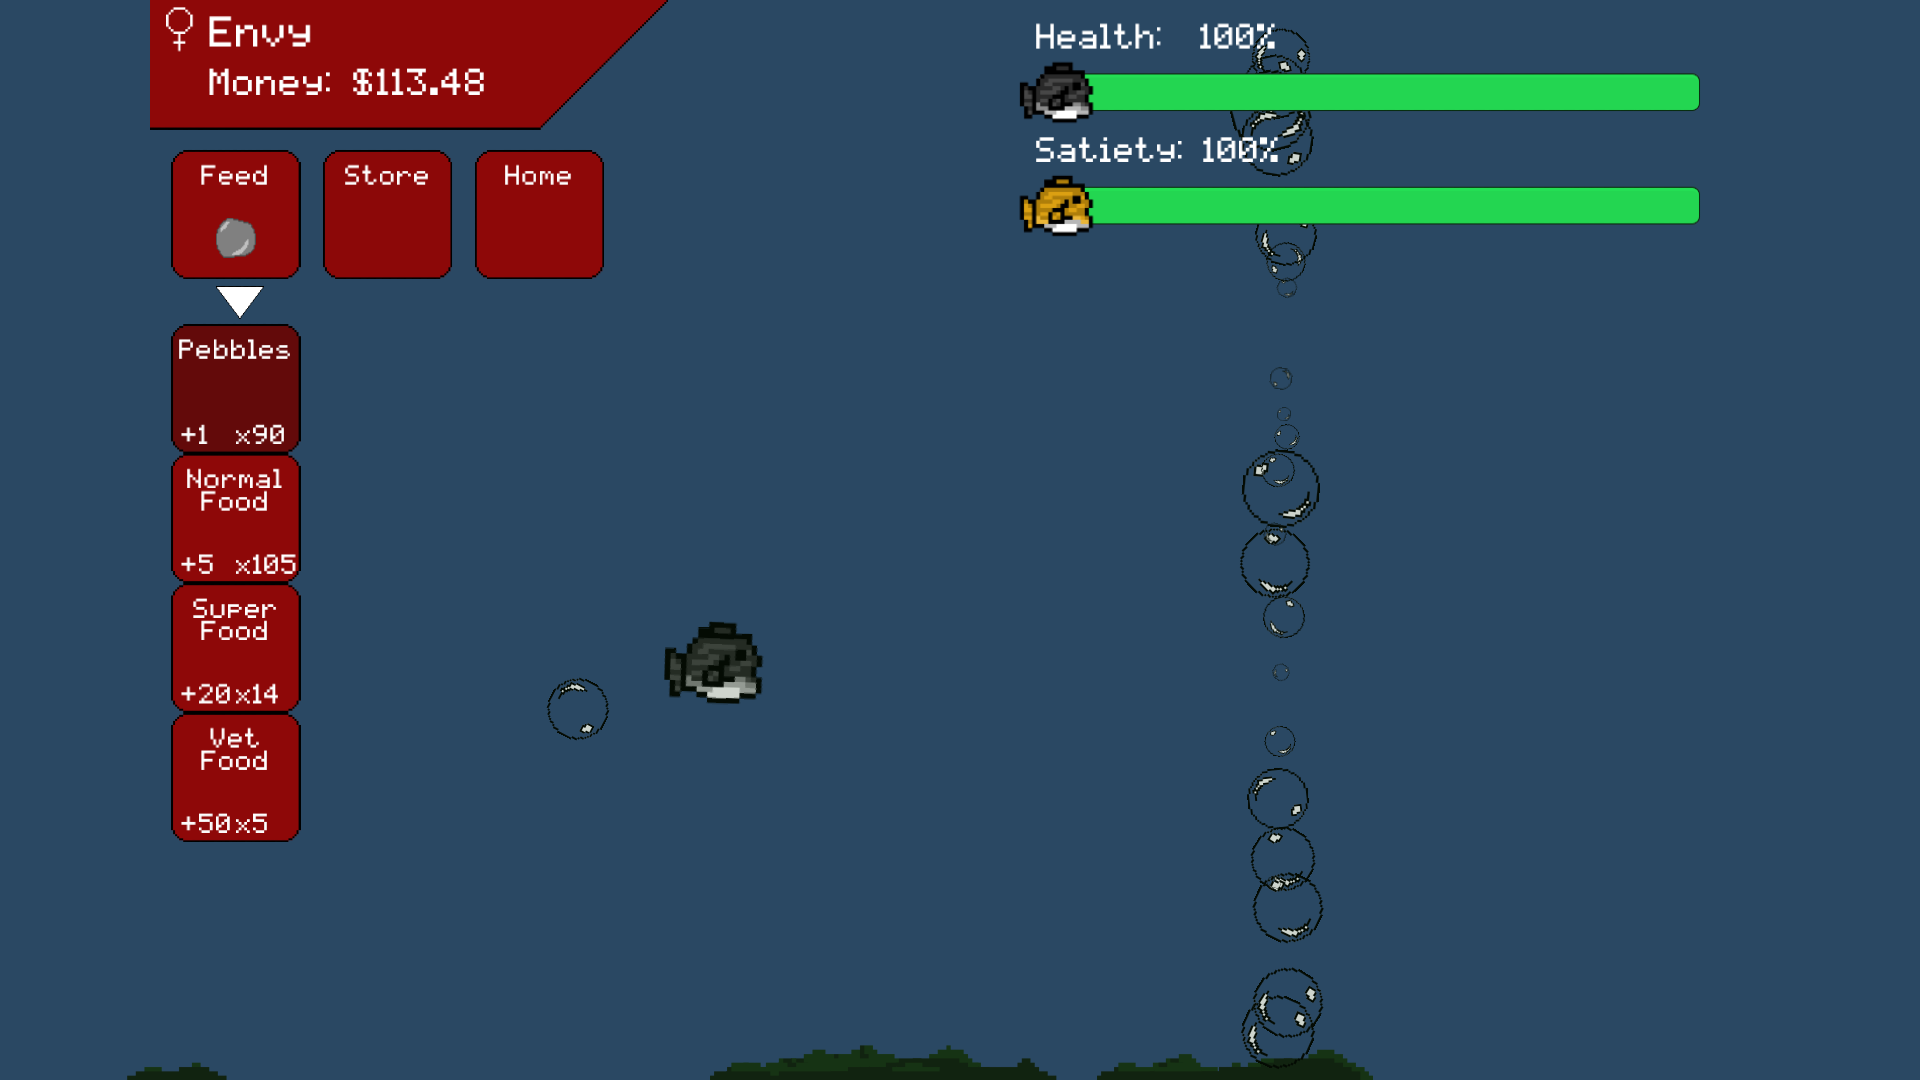 Envy
Money: $113.48
Health: 100%
Satiety: 100%
Feed
Store
Home
Pebbles
+1 x90
Normal
Food
+5 x105
Super
Food
+20x14
Vet
Food
+50x5